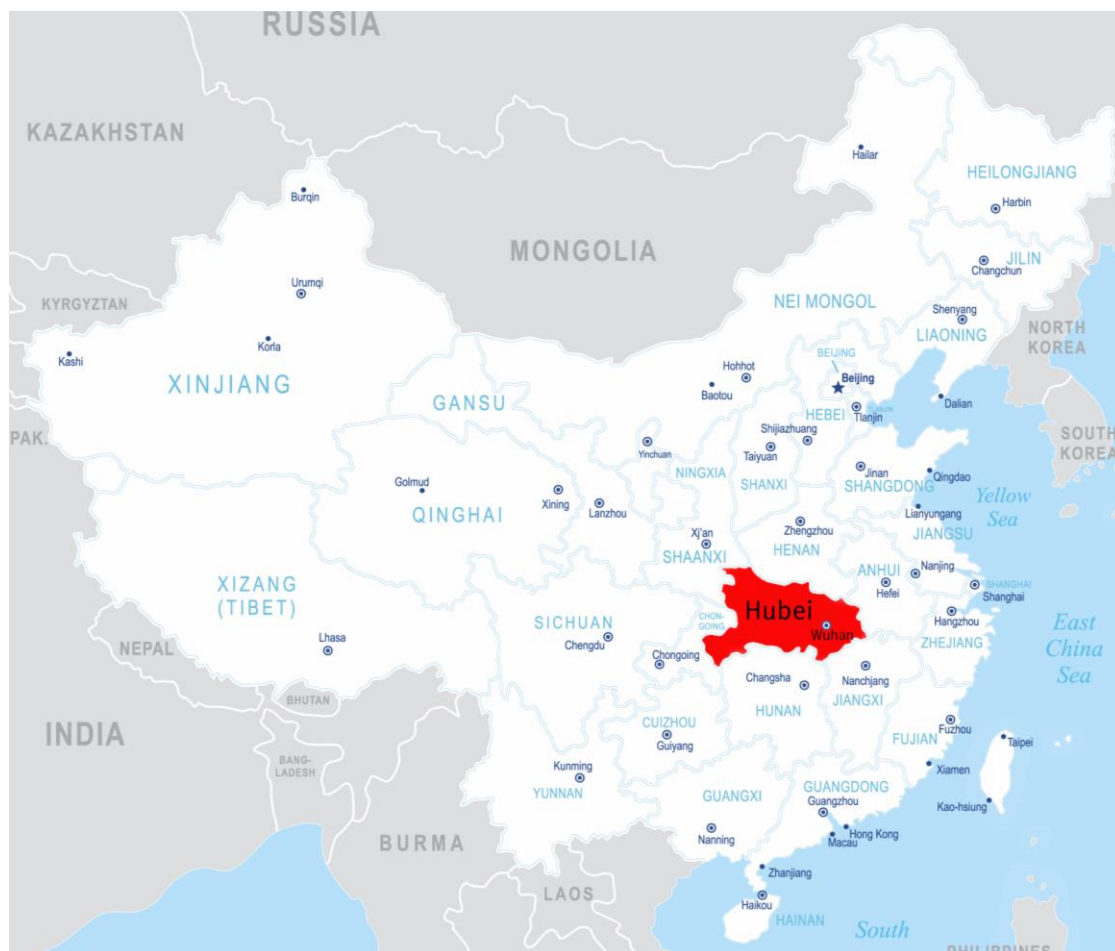 RUSSIA
KAZAKHSTAN
Hailar
HEILONGJIANG
Burqin
Harbin
MONGOLIA
JILIN
Changchun
Urumqi
KYRGYZTAN
NEI MONGOL
Shenyang
LIAONING
NORTH
KOREA
Korla
Kashi
BEIJING
Hohhot
Beijing
XINJIANG
Baotou
GANSU
Dalian
HEBEI
Tianjin
TIANJIN
PAK.
Shijiazhuang
SOUTH
KOREA
Yinchuan
Taiyuan
NINGXIA
Jinan
Qingdao
SHANXI
SHANGDONG
Golmud
Xining
Lanzhou
QINGHAI
Yellow
Sea
Lianyungang
Zhengzhou
JIANGSU
Xj'an
SHAANXI
HENAN
ANHUI
Nanjing
Hefei
SHANGHAI
Shanghai
XIZANG
(TIBET)
Hubei
CHON-
GOING
Hangzhou
SICHUAN
Wuhan
East
China
Sea
ZHEJIANG
Lhasa
Chengdu
NEPAL
Chongoing
Changsha
Nanchjang
BHUTAN
HUNAN
JIANGXI
INDIA
CUIZHOU
Guiyang
Fuzhou
FUJIAN
Taipei
BANG-
LADESH
Kunming
Xiamen
YUNNAN
GUANGXI
GUANGDONG
Guangzhou
Kao-hsiung
Nanning
Hong Kong
Macau
BURMA
Zhanjiang
LAOS
Haikou
HAINAN
South
PHILIPPINES